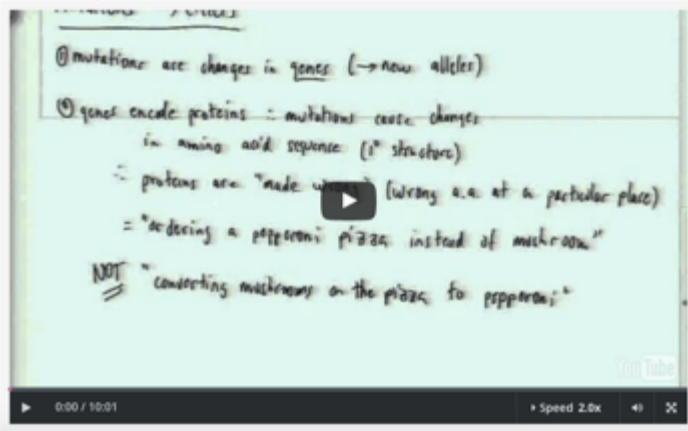 ① mutations are changes in genes (→ new alleles)
② genes encode proteins ∴ mutations cause changes
in amino acid sequence (1° structure)
∴ proteins are "made wrong" (wrong a.a at a particular place)
= "ordering a pepperoni pizza instead of mushroom"
NOT "converting mushrooms on the pizza to pepperoni"
YouTube
0:00 / 10:01
Speed 2.0x